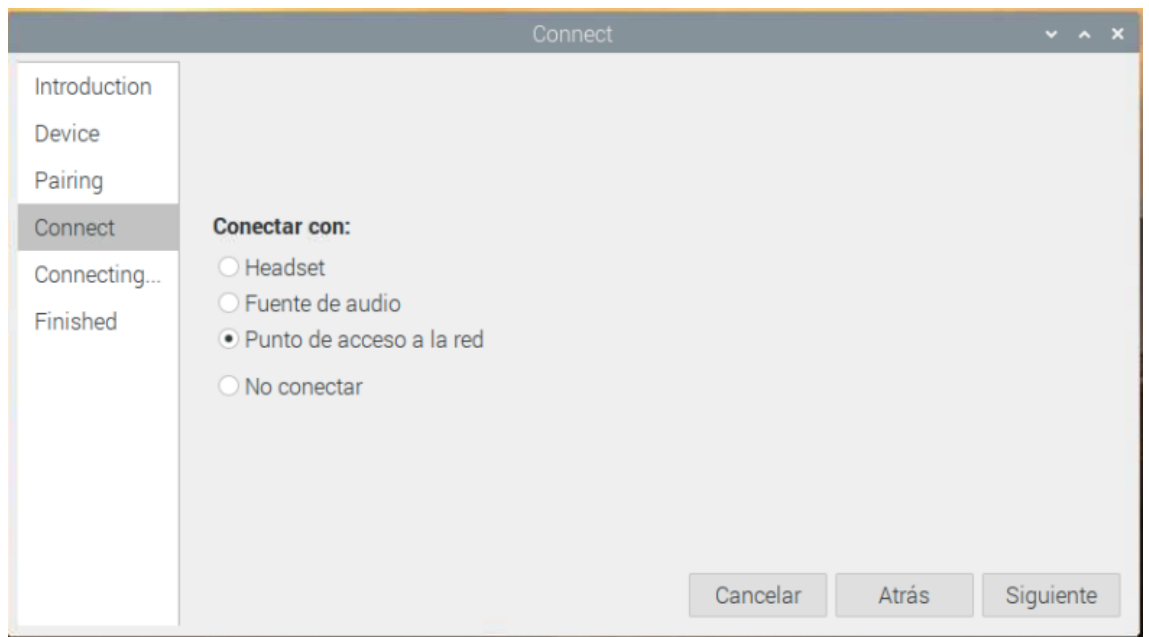 Connect
Introduction
Device
Pairing
Connect
Connecting...
Finished
Conectar con:
Headset
Fuente de audio
Punto de acceso a la red
No conectar
Cancelar
Atrás
Siguiente